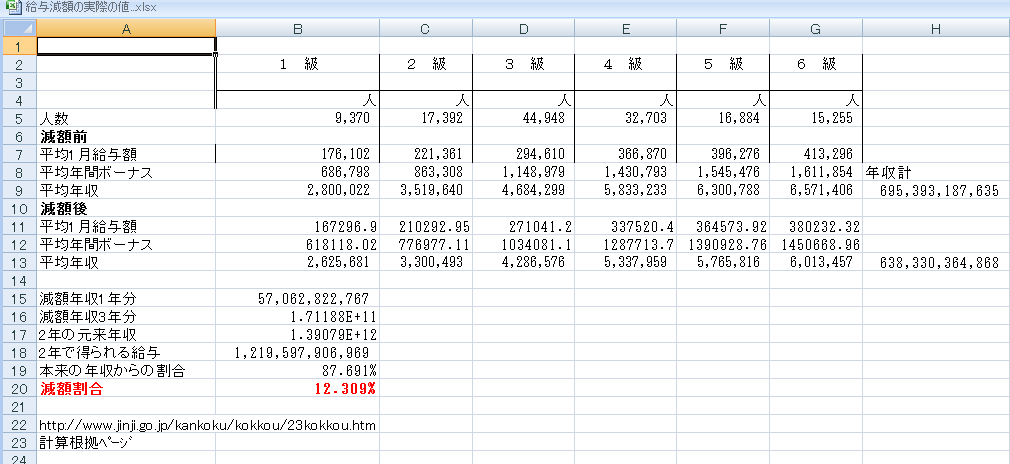 給与減額の実際の値..xlsx
A B C D E F G H
1
2 1 級 2 級 3 級 4 級 5 級 6 級
3
4 人 人 人 人 人 人
5 人数 9,370 17,392 44,948 32,703 16,884 15,255
6 減額前
7 平均1月給与額 176,102 221,361 294,610 366,870 396,276 413,296
8 平均年間ボーナス 686,798 863,308 1,148,979 1,430,793 1,545,476 1,611,854 年収計
9 平均年収 2,800,022 3,519,640 4,684,299 5,833,233 6,300,788 6,571,406 695,393,187,635
10 減額後
11 平均1月給与額 167296.9 210292.95 271041.2 337520.4 364573.92 380232.32
12 平均年間ボーナス 618118.02 776977.11 1034081.1 1287713.7 1390928.76 1450668.96
13 平均年収 2,625,681 3,300,493 4,286,576 5,337,959 5,765,816 6,013,457 638,330,364,868
14
15 減額年収1年分 57,062,822,767
16 減額年収3年分 1.71188E+11
17 2年の元来年収 1.39079E+12
18 2年で得られる給与 1,219,597,906,969
19 本来の年収からの割合 87.691%
20 減額割合 12.309%
21
22 http://www.jinji.go.jp/kankoku/kokkou/23kokkou.htm
23 計算根拠ページ
24